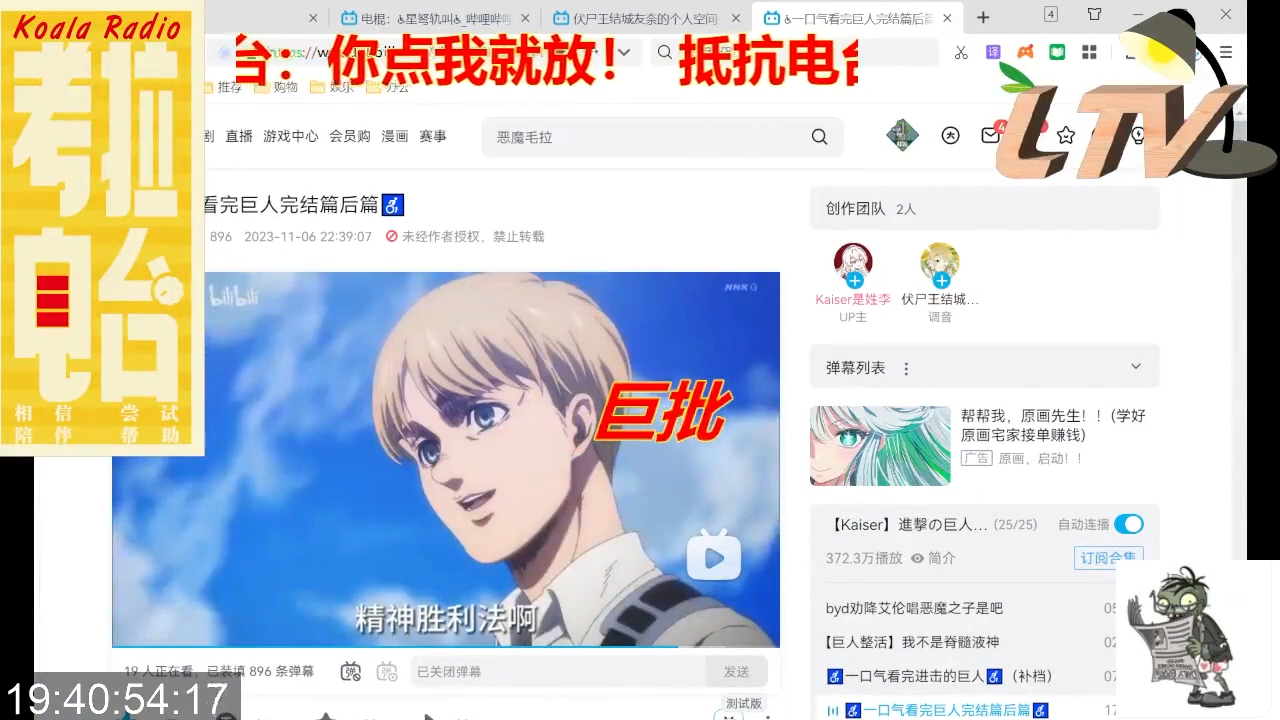 Koala Radio
考拉
电台
相信 尝试
陪伴 帮助
电棍：♿星弩轨叫♿_哔哩哔哩
伏尸王结城友奈的个人空间
♿一口气看完巨人完结篇后篇
4
台：你点我就放！ 抵抗电台
推荐 购物 娱乐 办公
直播 游戏中心 会员购 漫画 赛事
恶魔毛拉
LTV
看完巨人完结篇后篇♿
896 2023-11-06 22:39:07 未经作者授权，禁止转载
创作团队 2人
Kaiser是姓李 伏尸王结城...
UP主 调音
bilibili
NHK G
巨批
精神胜利法啊
弹幕列表
帮帮我，原画先生！！(学好
原画宅家接单赚钱)
广告 原画，启动！！
【Kaiser】進撃の巨人... (25/25) 自动连播
372.3万播放 简介 订阅合集
byd劝降艾伦唱恶魔之子是吧
【巨人整活】我不是脊髓液神
♿一口气看完进击的巨人♿（补档）
♿一口气看完巨人完结篇后篇♿
19人正在看，已装填 896 条弹幕 已关闭弹幕 发送
测试版
19:40:54:17